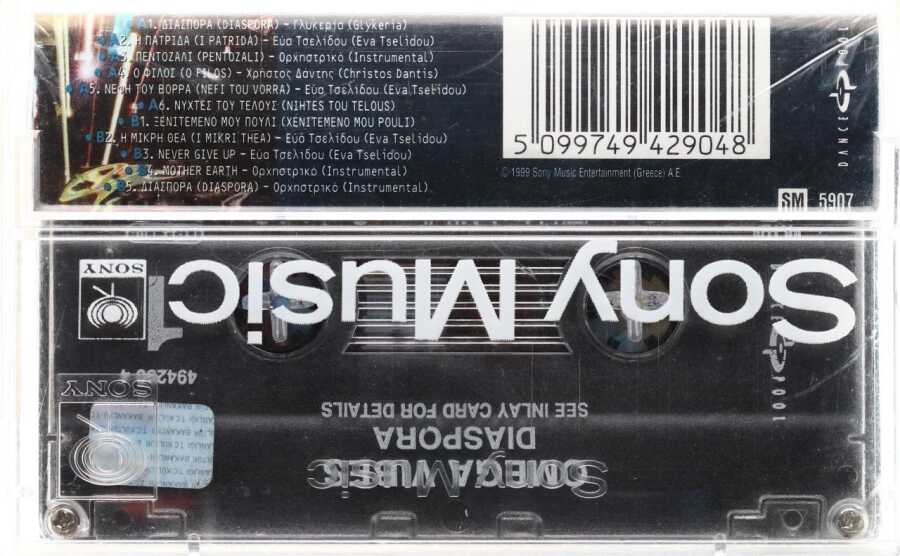 A1. ΔΙΑΣΠΟΡΑ (DIASPORA) - Γλυκερία (Glykeria)
A2. Η ΠΑΤΡΙΔΑ (I PATRIDA) - Εύα Τσελίδου (Eva Tselidou)
A3. ΠΕΝΤΟΖΑΛΙ (PENTOZALI) - Ορχηστρικό (Instrumental)
A4. Ο ΦΙΛΟΣ (O FILOS) - Χρήστος Δάντης (Christos Dantis)
A5. ΝΕΦΗ ΤΟΥ ΒΟΡΡΑ (NEFI TOU VORRA) - Εύα Τσελίδου (Eva Tselidou)
A6. ΝΥΧΤΕΣ ΤΟΥ ΤΕΛΟΥΣ (NIHTES TOU TELOUS)
B1. ΞΕΝΙΤΕΜΕΝΟ ΜΟΥ ΠΟΥΛΙ (XENITEMENO MOU POULI)
B2. Η ΜΙΚΡΗ ΘΕΑ (I MIKRI THEA) - Εύα Τσελίδου (Eva Tselidou)
B3. NEVER GIVE UP - Εύα Τσελίδου (Eva Tselidou)
B4. MOTHER EARTH - Ορχηστρικό (Instrumental)
B5. ΔΙΑΣΠΟΡΑ (DIASPORA) - Ορχηστρικό (Instrumental)
5 099749 429048
© 1999 Sony Music Entertainment (Greece) A.E.
DANCE POOL
SM 5907
Sony Music
SONY
1
SONY
SEE INLAY CARD FOR DETAILS
DIASPORA
OMEGA VIBES
Sony Music